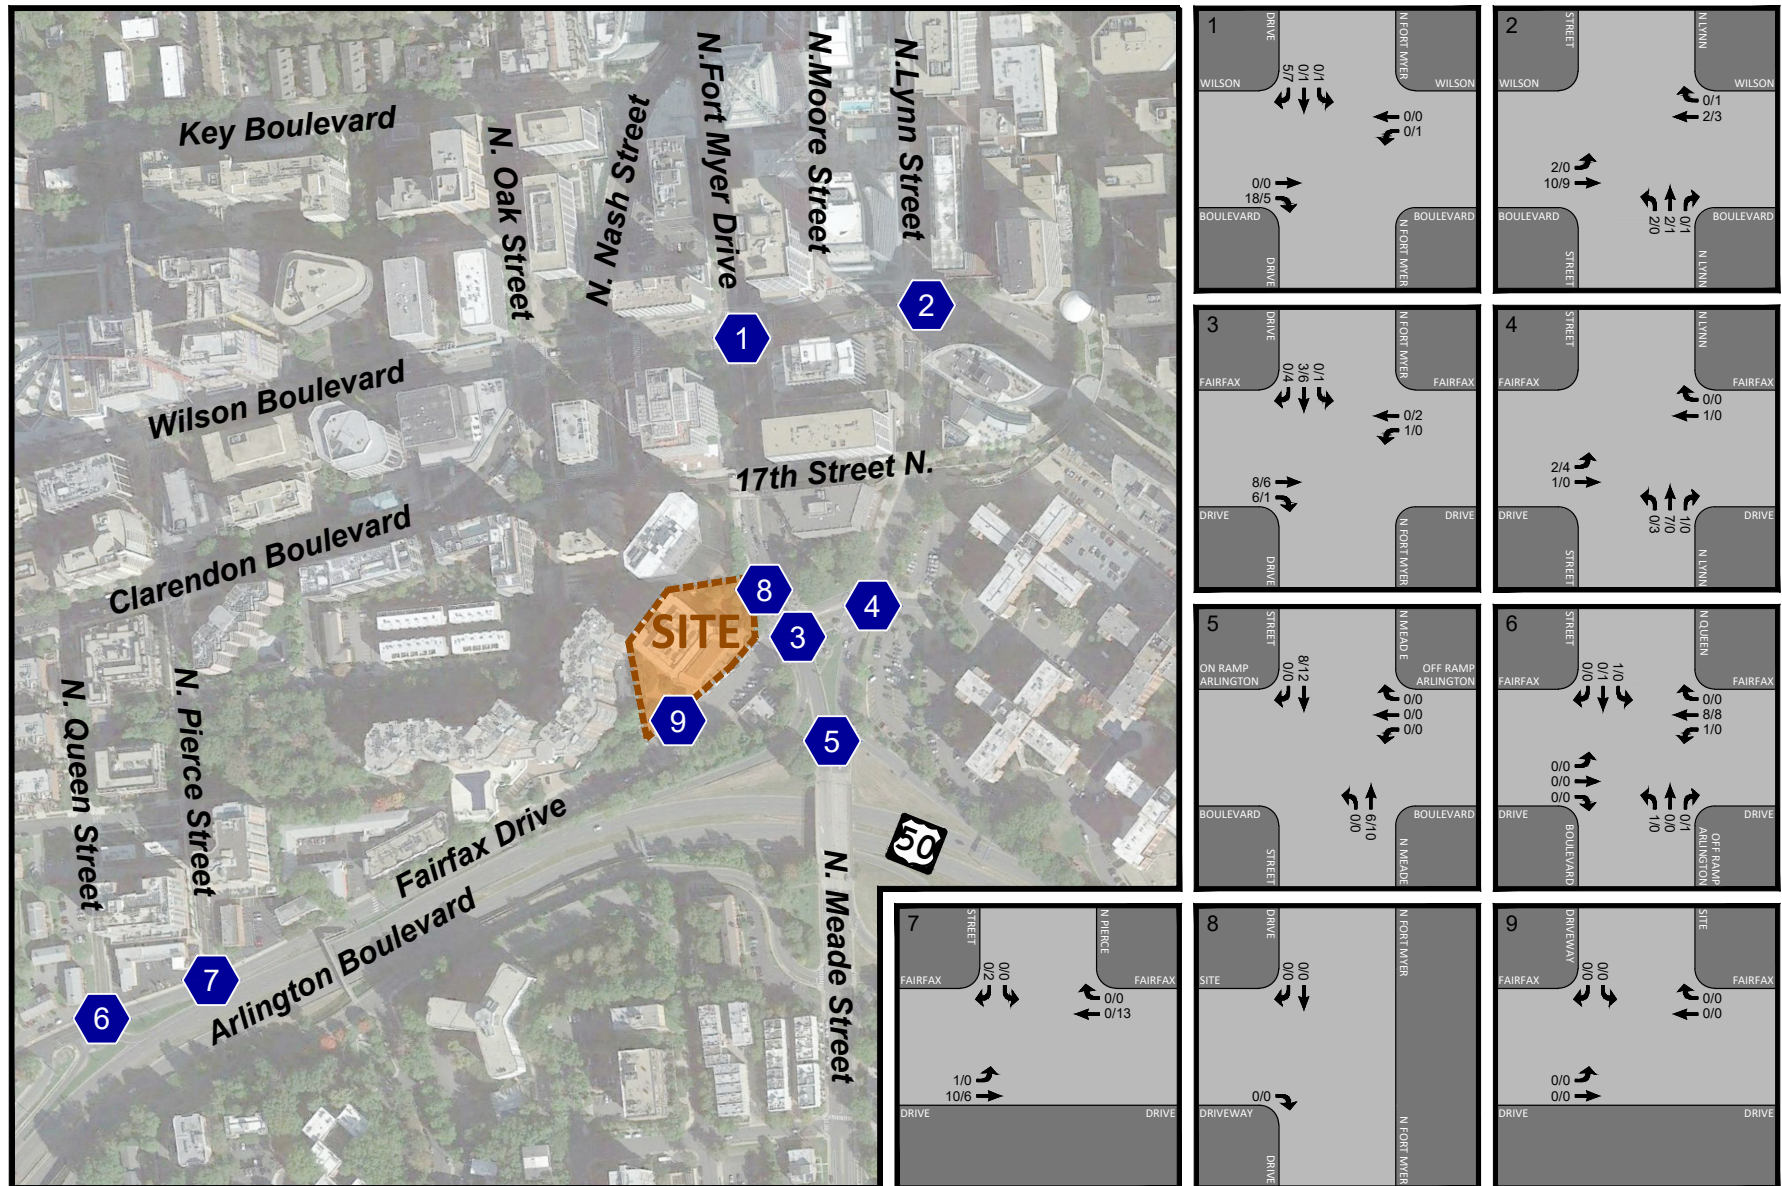 Key Boulevard
N. Oak Street
N. Nash Street
N.Fort Myer Drive
N.Moore Street
N.Lynn Street
Wilson Boulevard
17th Street N.
Clarendon Boulevard
N. Queen Street
N. Pierce Street
Fairfax Drive
Arlington Boulevard
N. Meade Street
SITE
50
1
2
3
4
5
6
7
8
9
1
DRIVE
N FORT MYER
WILSON
WILSON
5/7
0/1
0/1
0/0
0/1
0/0
18/5
BOULEVARD
BOULEVARD
DRIVE
N FORT MYER
2
STREET
N LYNN
WILSON
WILSON
0/1
2/3
2/0
10/9
2/0
2/1
0/1
BOULEVARD
BOULEVARD
STREET
N LYNN
3
DRIVE
N FORT MYER
FAIRFAX
FAIRFAX
0/4
3/6
0/1
0/2
1/0
8/6
6/1
DRIVE
DRIVE
DRIVE
N FORT MYER
4
STREET
N LYNN
FAIRFAX
FAIRFAX
0/0
1/0
2/4
1/0
0/3
7/0
1/0
DRIVE
DRIVE
STREET
N LYNN
5
STREET
N MEADE
ON RAMP
ARLINGTON
OFF RAMP
ARLINGTON
0/0
8/12
0/0
0/0
0/0
0/0
6/10
BOULEVARD
BOULEVARD
STREET
N MEADE
6
STREET
N QUEEN
FAIRFAX
FAIRFAX
0/0
0/1
1/0
0/0
8/8
1/0
0/0
0/0
0/0
1/0
0/0
0/1
DRIVE
DRIVE
BOULEVARD
OFF RAMP
ARLINGTON
7
STREET
N PIERCE
FAIRFAX
FAIRFAX
0/2
0/0
0/0
0/13
1/0
10/6
DRIVE
DRIVE
8
DRIVE
N FORT MYER
SITE
0/0
0/0
0/0
DRIVEWAY
DRIVE
N FORT MYER
9
DRIVEWAY
SITE
FAIRFAX
FAIRFAX
0/0
0/0
0/0
0/0
0/0
0/0
DRIVE
DRIVE